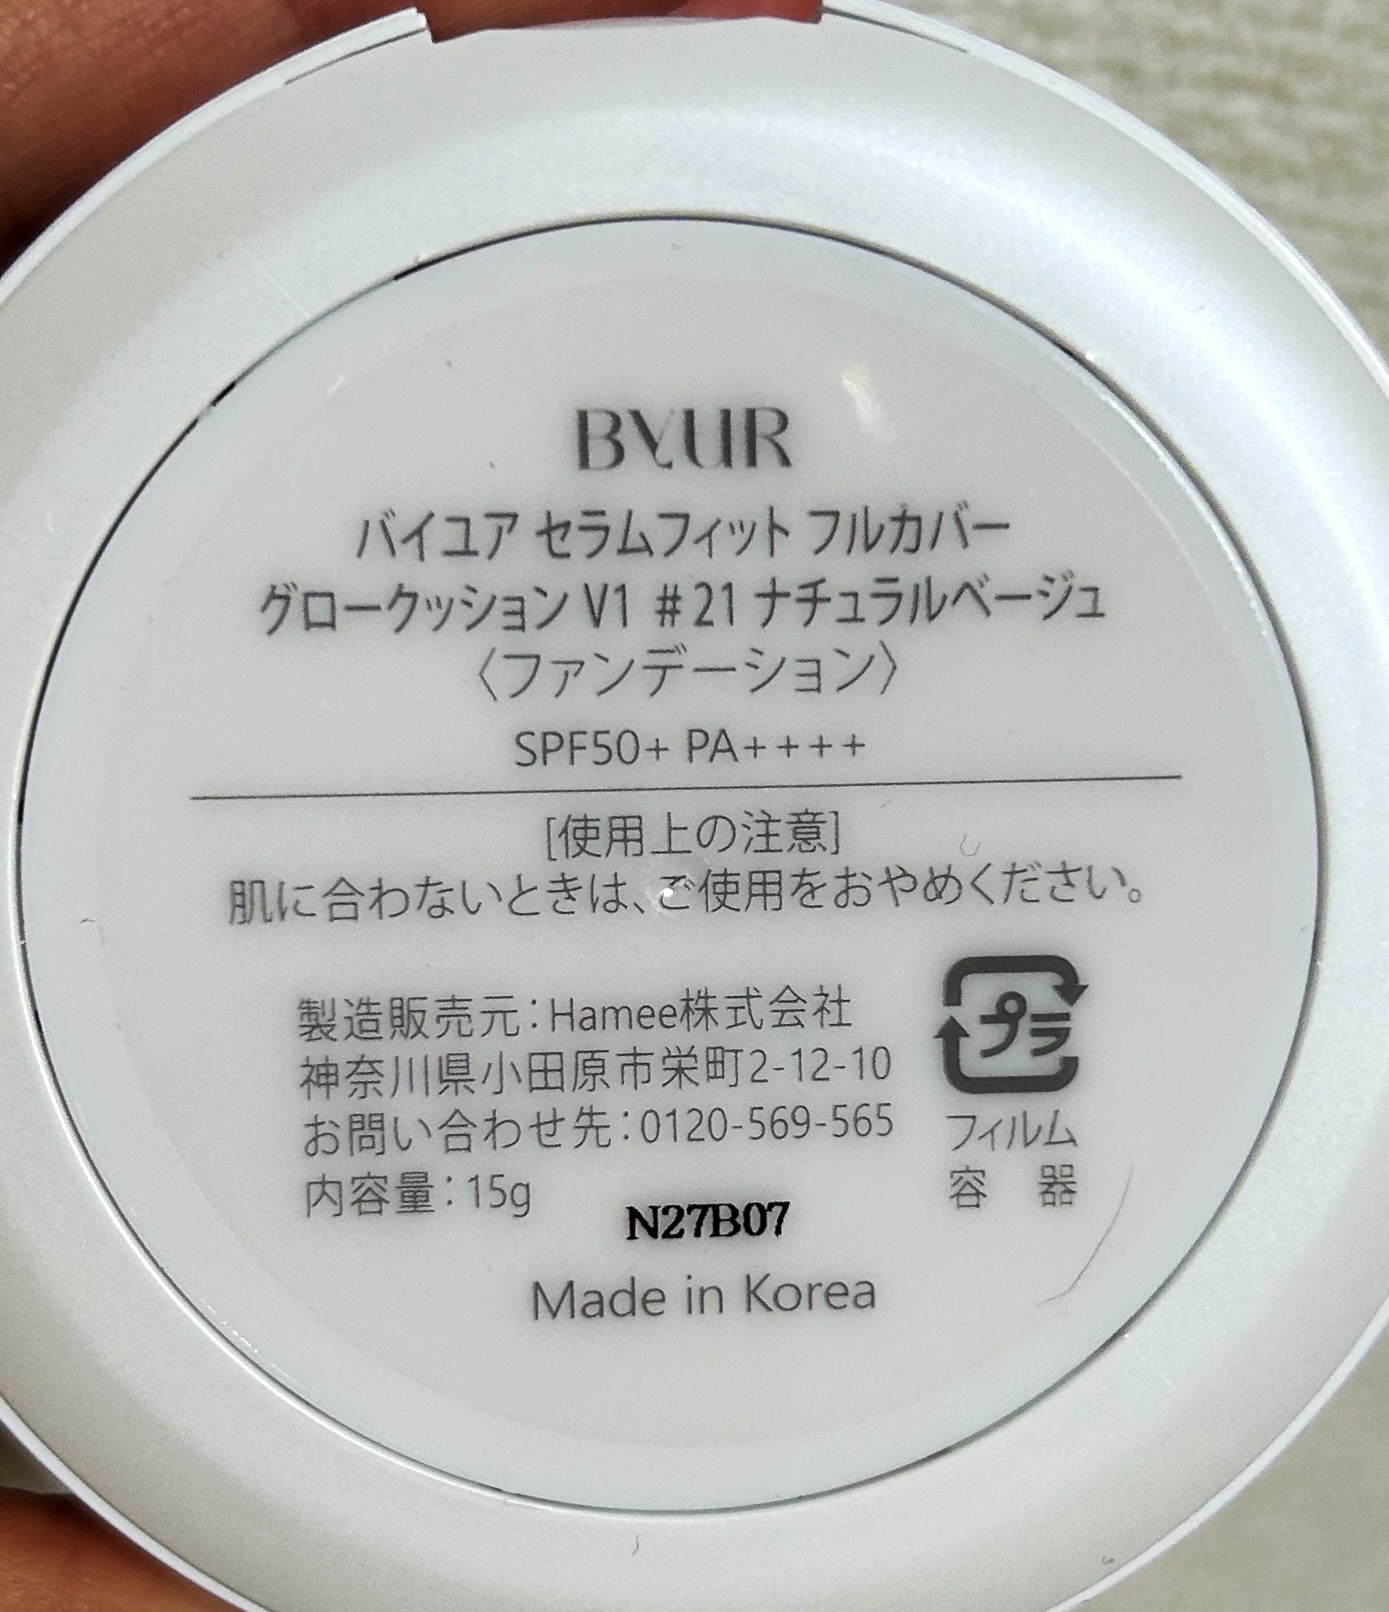 BYUR
バイユア セラムフィット フルカバー
グロークッション V1 #21 ナチュラルベージュ
〈ファンデーション〉
SPF50+ PA++++
[使用上の注意]
肌に合わないときは、ご使用をおやめください。
製造販売元:Hamee株式会社
神奈川県小田原市栄町2-12-10
お問い合わせ先:0120-569-565
内容量:15g
プラ
フィルム
容 器
N27B07
Made in Korea